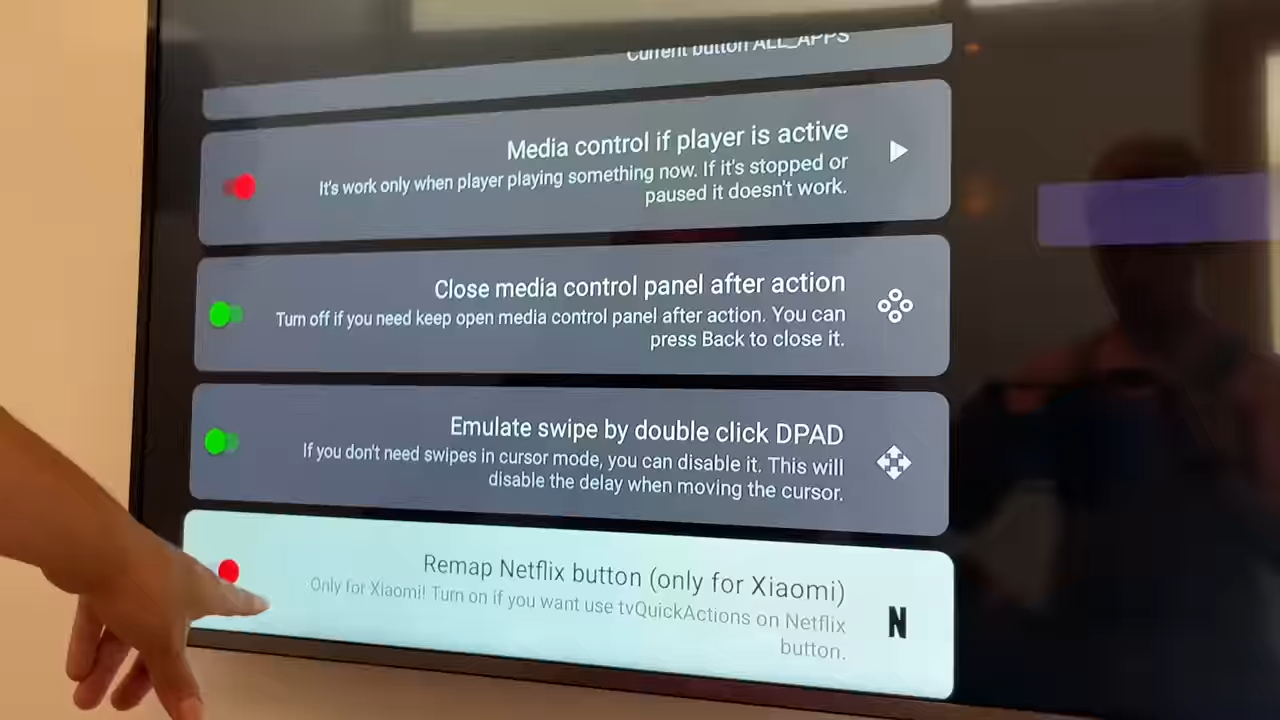 Current button ALL_APPS
Media control if player is active
It's work only when player playing something now. If it's stopped or
paused it doesn't work.
Close media control panel after action
Turn off if you need keep open media control panel after action. You can
press Back to close it.
Emulate swipe by double click DPAD
If you don't need swipes in cursor mode, you can disable it. This will
disable the delay when moving the cursor.
Remap Netflix button (only for Xiaomi)
Only for Xiaomi! Turn on if you want use tvQuickActions on Netflix
button.
N